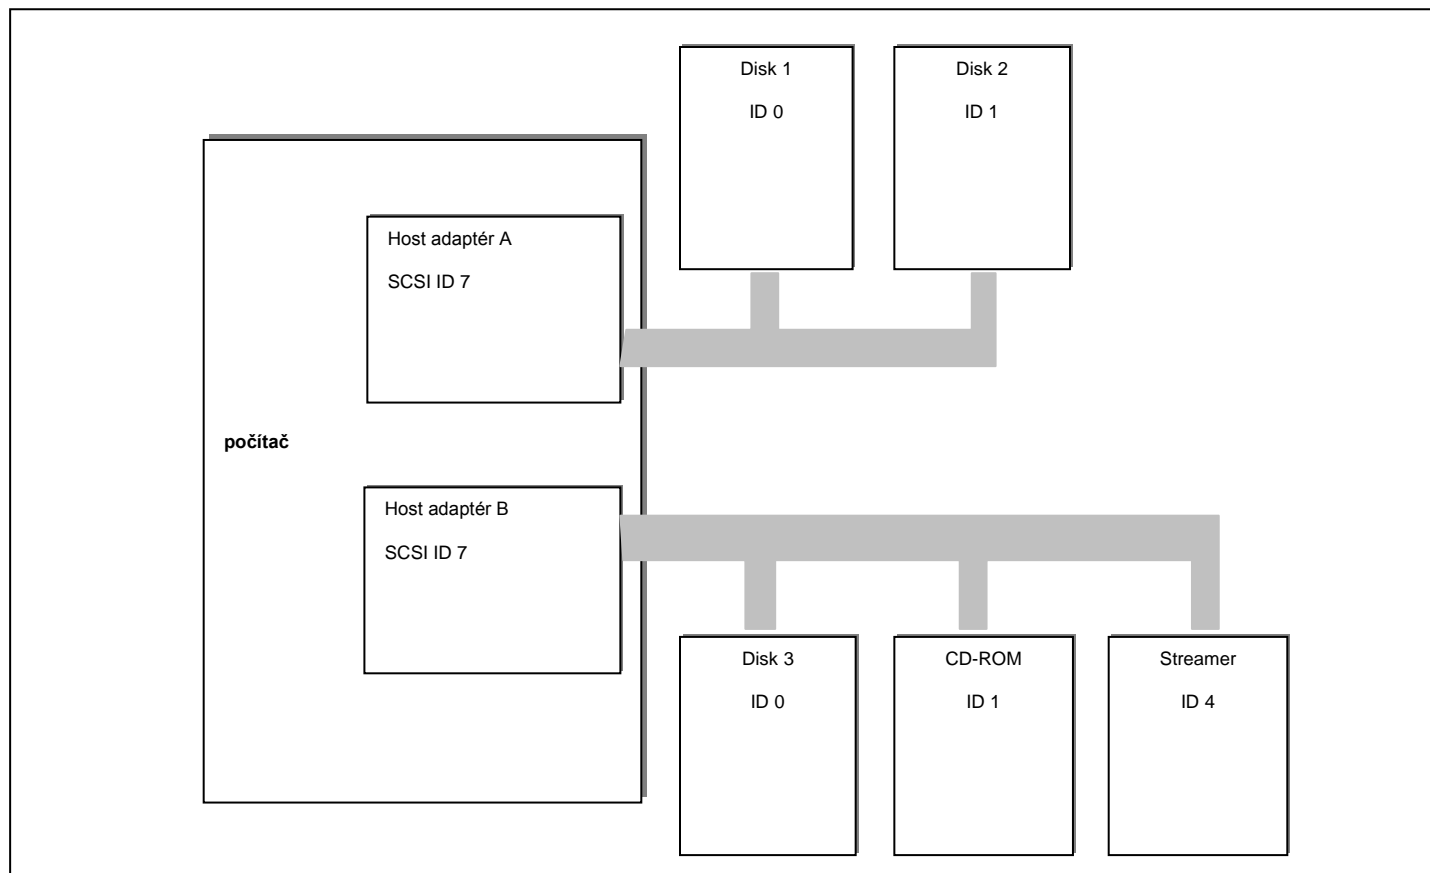 Disk 1
ID 0
Disk 2
ID 1
Host adaptér A
SCSI ID 7
počítač
Host adaptér B
SCSI ID 7
Disk 3
ID 0
CD-ROM
ID 1
Streamer
ID 4